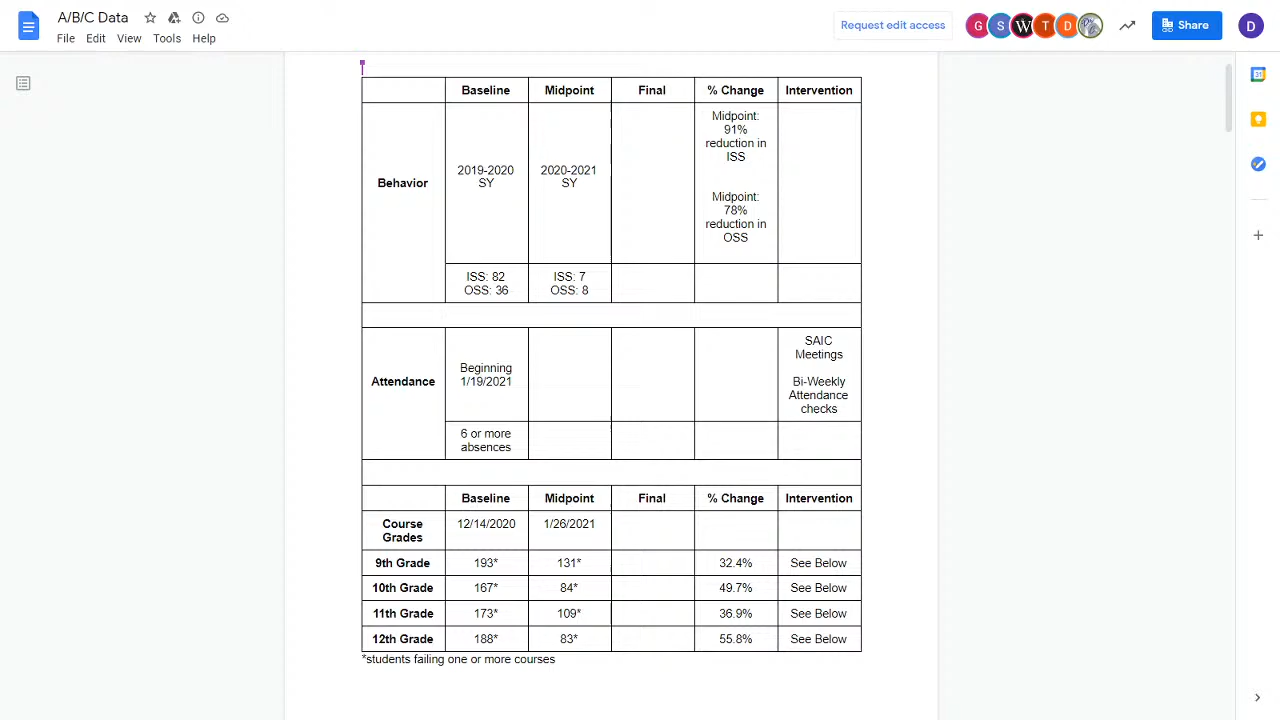 A/B/C Data
File Edit View Tools Help
Request edit access
G S W T D
Share
D
31
Baseline Midpoint Final % Change Intervention
Behavior
2019-2020
SY
2020-2021
SY
Midpoint:
91%
reduction in
ISS
Midpoint:
78%
reduction in
OSS
ISS: 82
OSS: 36
ISS: 7
OSS: 8
Attendance
Beginning
1/19/2021
SAIC
Meetings
Bi-Weekly
Attendance
checks
6 or more
absences
Baseline Midpoint Final % Change Intervention
Course
Grades
12/14/2020 1/26/2021
9th Grade 193* 131* 32.4% See Below
10th Grade 167* 84* 49.7% See Below
11th Grade 173* 109* 36.9% See Below
12th Grade 188* 83* 55.8% See Below
*students failing one or more courses